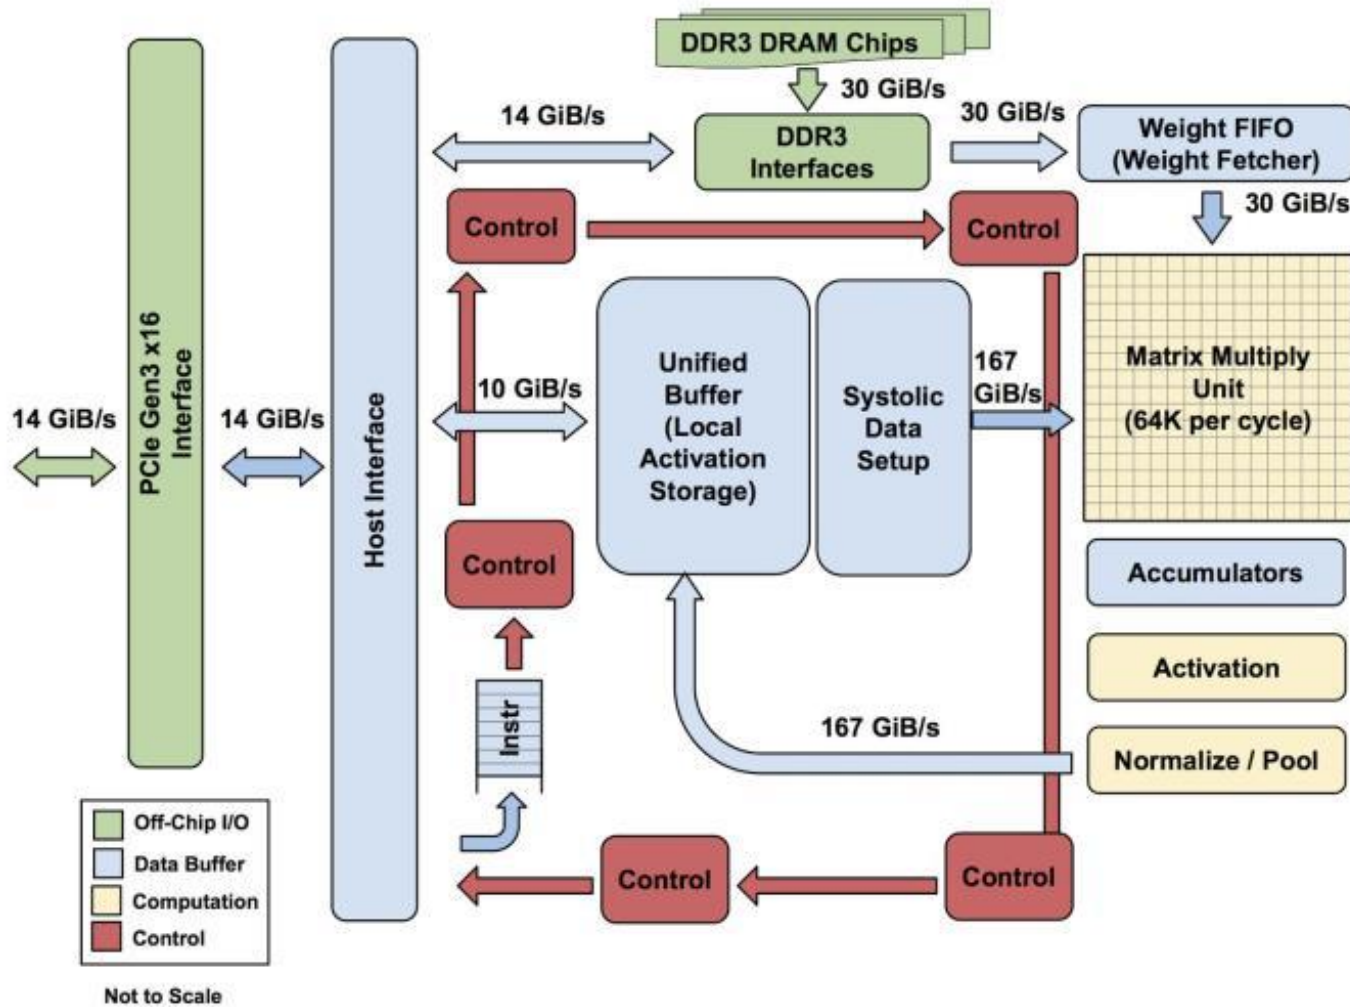 DDR3 DRAM Chips
30 GiB/s
14 GiB/s
DDR3
Interfaces
30 GiB/s
Weight FIFO
(Weight Fetcher)
30 GiB/s
Control
Control
PCIe Gen3 x16
Interface
14 GiB/s
14 GiB/s
Host Interface
10 GiB/s
Unified
Buffer
(Local
Activation
Storage)
Systolic
Data
Setup
167
GiB/s
Matrix Multiply
Unit
(64K per cycle)
Control
Accumulators
Activation
Instr
167 GiB/s
Normalize / Pool
Control
Control
Off-Chip I/O
Data Buffer
Computation
Control
Not to Scale